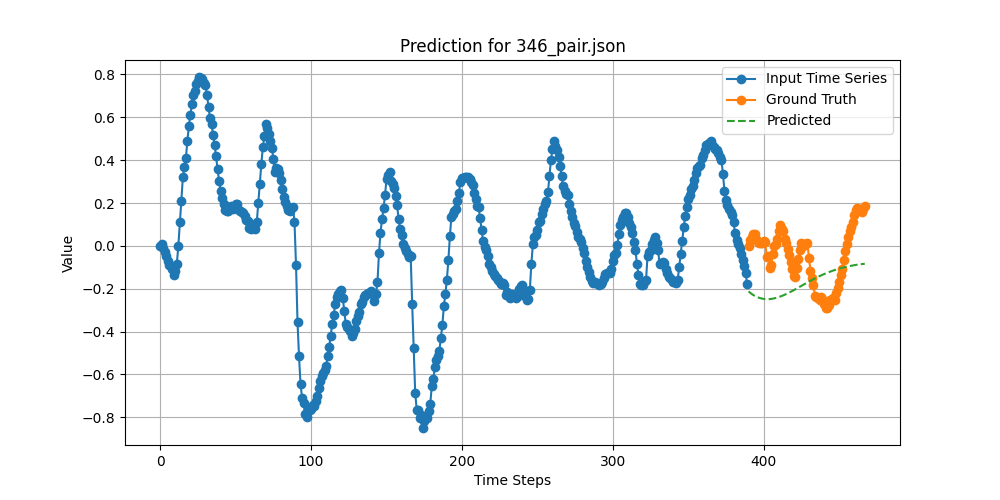 Prediction for 346_pair.json
Input Time Series
Ground Truth
Predicted
Value
0.8
0.6
0.4
0.2
0.0
−0.2
−0.4
−0.6
−0.8
0 100 200 300 400
Time Steps